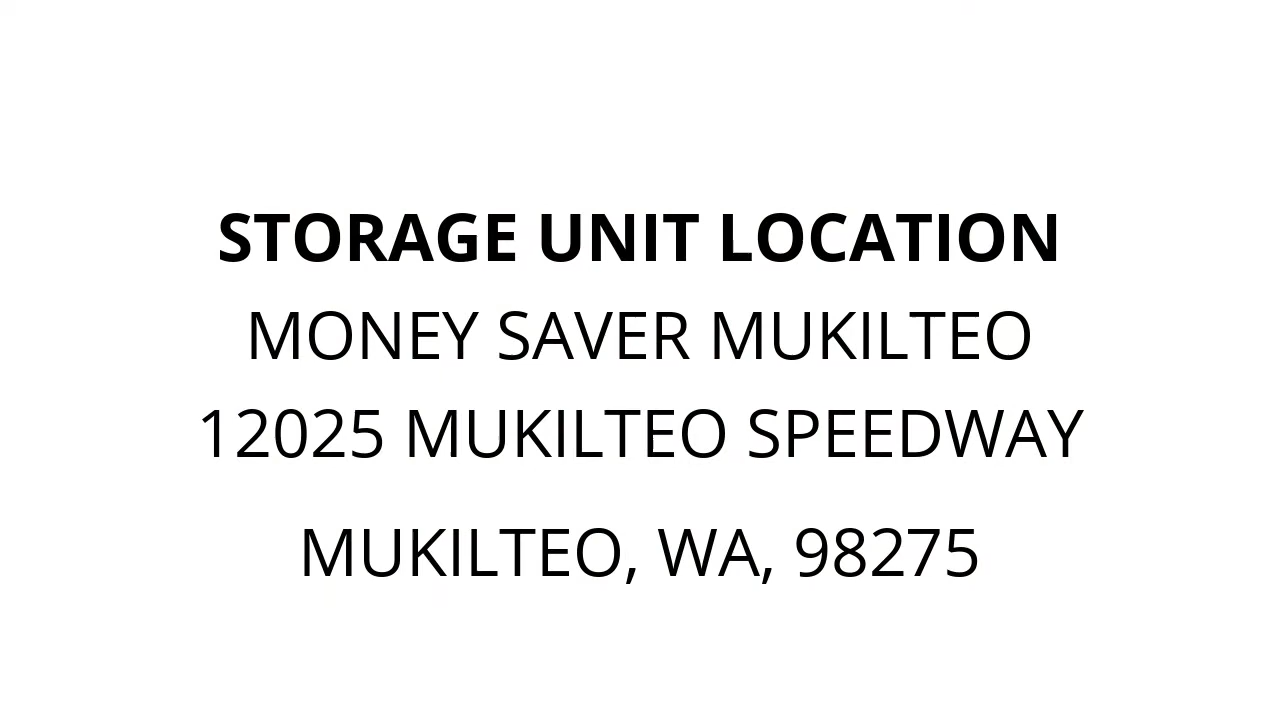 STORAGE UNIT LOCATION
MONEY SAVER MUKILTEO
12025 MUKILTEO SPEEDWAY
MUKILTEO, WA, 98275